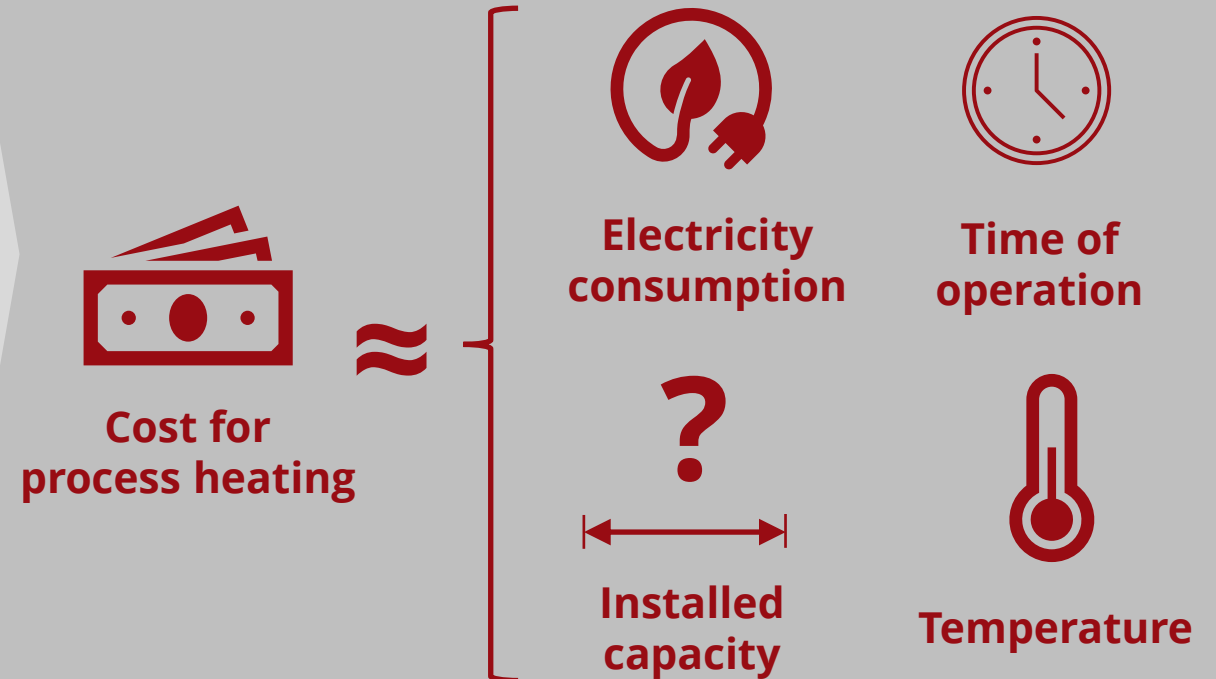 Cost for
process heating
≈
Electricity
consumption
Time of
operation
?
Installed
capacity
Temperature